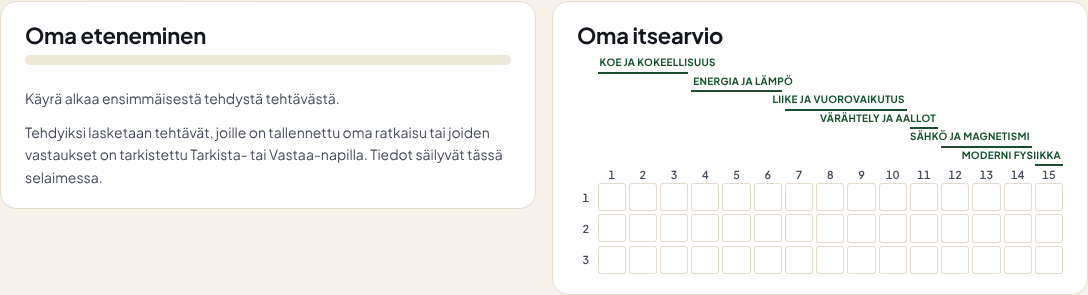 Oma eteneminen
Käyrä alkaa ensimmäisestä tehdystä tehtävästä.
Tehdyiksi lasketaan tehtävät, joille on tallennettu oma ratkaisu tai joiden
vastaukset on tarkistettu Tarkista- tai Vastaa-napilla. Tiedot säilyvät tässä
selaimessa.
Oma itsearvio
KOE JA KOKEELLISUUS
ENERGIA JA LÄMPÖ
LIIKE JA VUOROVAIKUTUS
VÄRÄHTELY JA AALLOT
SÄHKÖ JA MAGNETISMI
MODERNI FYSIIKKA
1 2 3 4 5 6 7 8 9 10 11 12 13 14 15
1
2
3